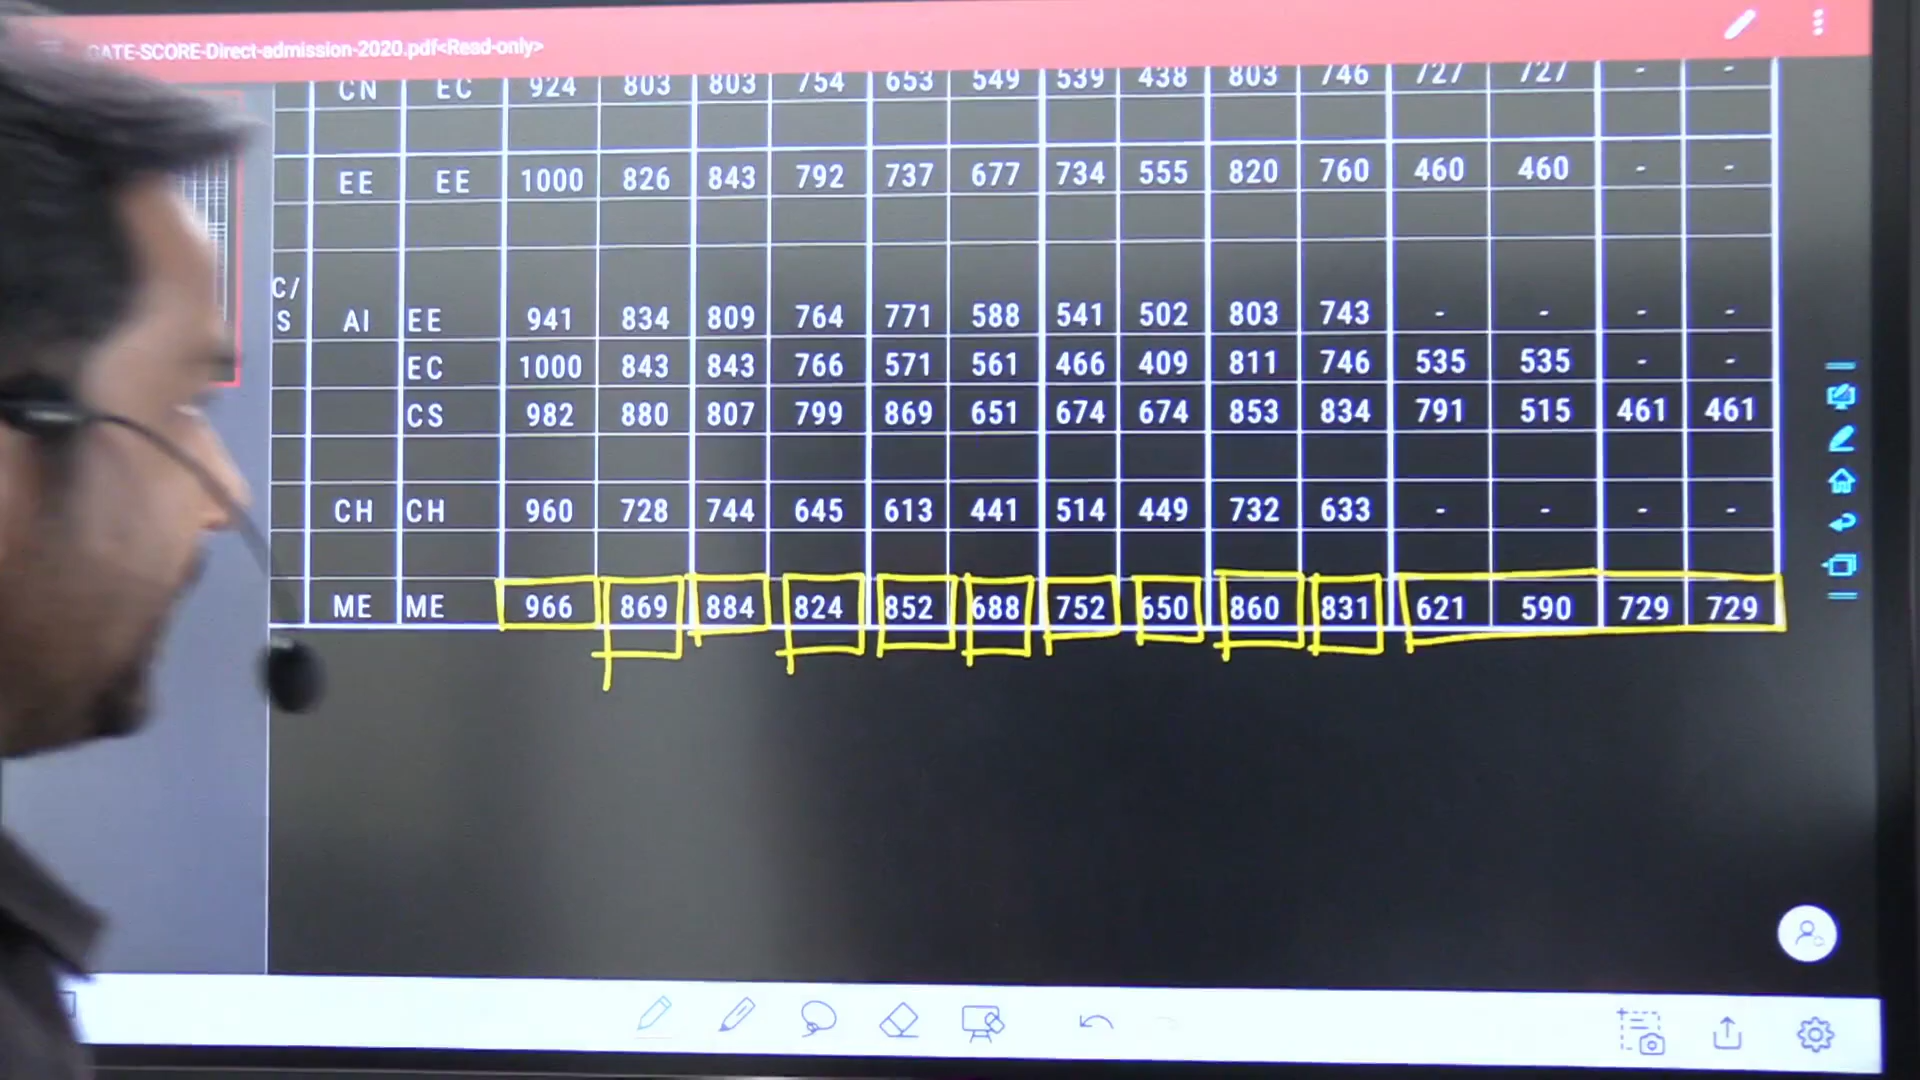 GATE-SCORE-Direct-admission-2020.pdf<Read-only>
CN EC 924 803 803 754 653 549 539 438 803 746 727 727 - -
EE EE 1000 826 843 792 737 677 734 555 820 760 460 460 - -
C/
S AI EE 941 834 809 764 771 588 541 502 803 743 - - - -
EC 1000 843 843 766 571 561 466 409 811 746 535 535 - -
CS 982 880 807 799 869 651 674 674 853 834 791 515 461 461
CH CH 960 728 744 645 613 441 514 449 732 633 - - - -
ME ME 966 869 884 824 852 688 752 650 860 831 621 590 729 729